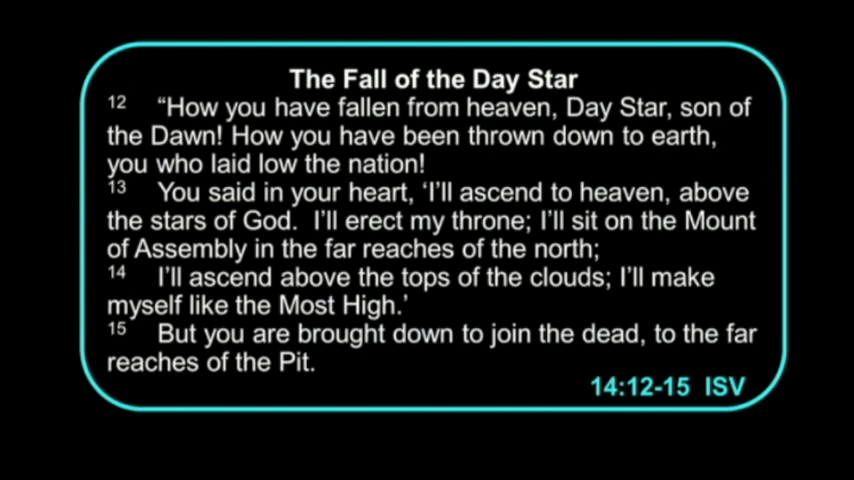 The Fall of the Day Star
12 “How you have fallen from heaven, Day Star, son of
the Dawn! How you have been thrown down to earth,
you who laid low the nation!
13 You said in your heart, ‘I’ll ascend to heaven, above
the stars of God. I’ll erect my throne; I’ll sit on the Mount
of Assembly in the far reaches of the north;
14 I’ll ascend above the tops of the clouds; I’ll make
myself like the Most High.’
15 But you are brought down to join the dead, to the far
reaches of the Pit.
14:12-15 ISV